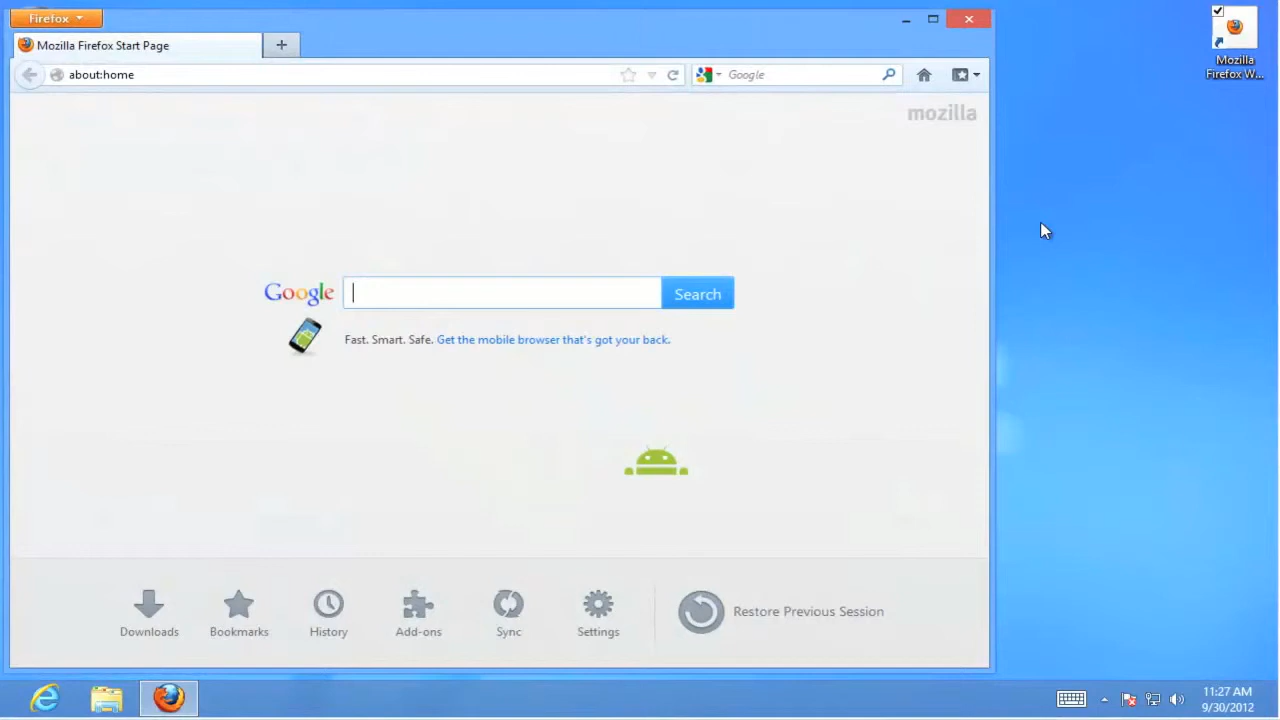 Firefox
Mozilla Firefox Start Page
about:home
Google
Mozilla
Firefox W...
mozilla
Google
Search
Fast. Smart. Safe. Get the mobile browser that's got your back.
Downloads
Bookmarks
History
Add-ons
Sync
Settings
Restore Previous Session
11:27 AM
9/30/2012